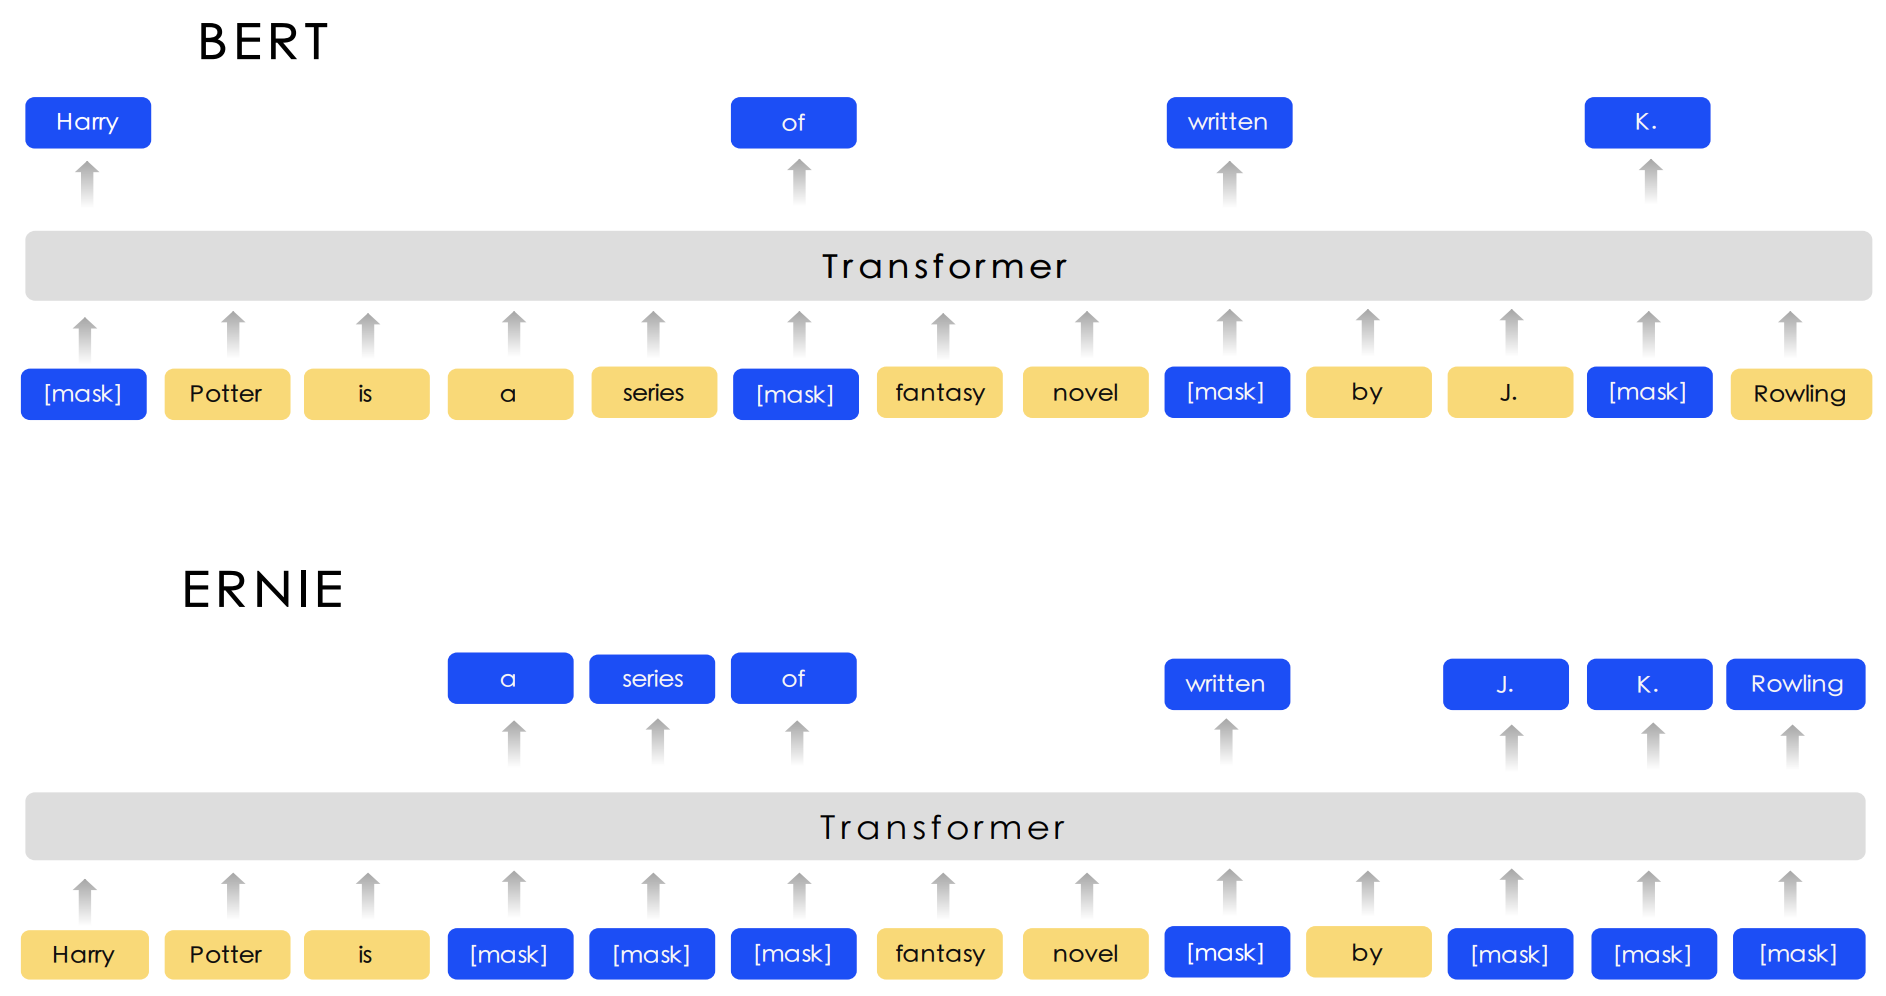 BERT
Harry of written K.
Transformer
[mask] Potter is a series [mask] fantasy novel [mask] by J. [mask] Rowling
ERNIE
a series of written J. K. Rowling
Transformer
Harry Potter is [mask] [mask] [mask] fantasy novel [mask] by [mask] [mask] [mask]